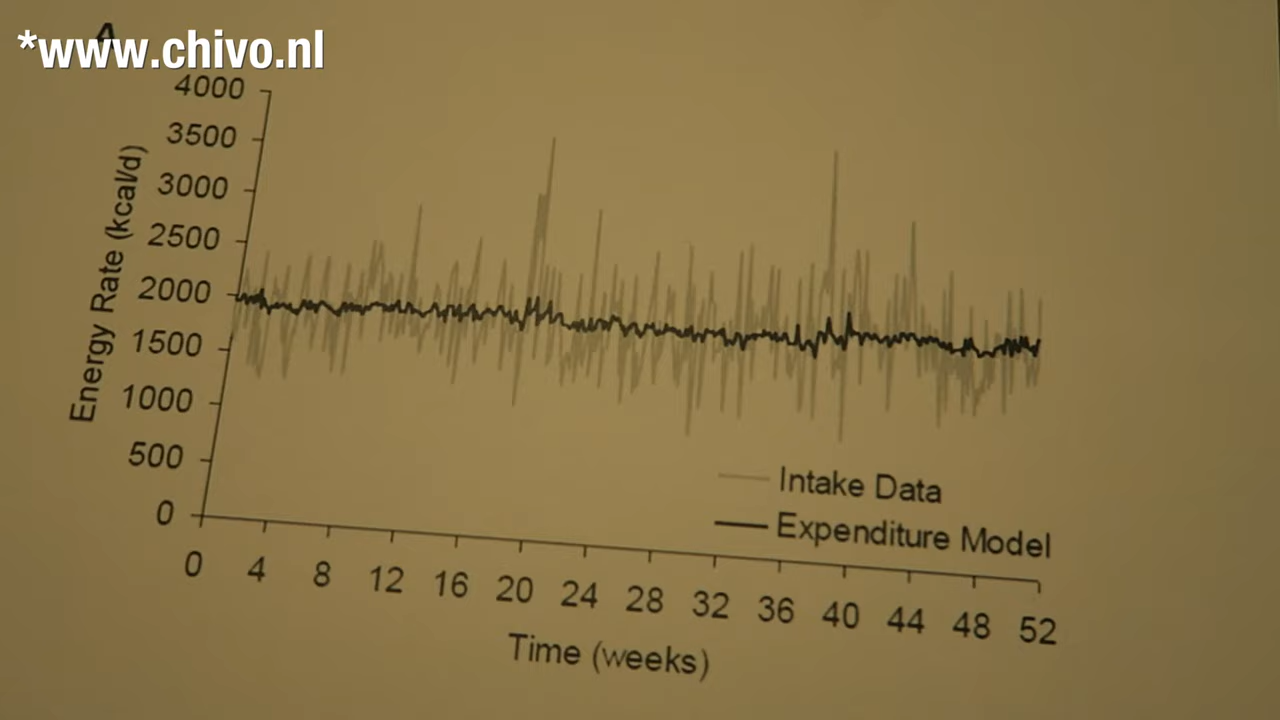 A
*www.chivo.nl
4000
3500
3000
2500
2000
1500
1000
500
0
Energy Rate (kcal/d)
Intake Data
Expenditure Model
0 4 8 12 16 20 24 28 32 36 40 44 48 52
Time (weeks)